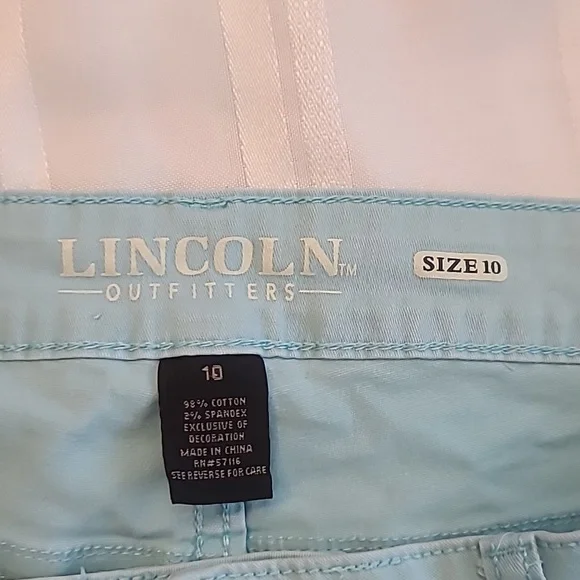 LINCOLN™
OUTFITTERS
SIZE 10
10
98% COTTON
2% SPANDEX
EXCLUSIVE OF
DECORATION
MADE IN CHINA
RN#57116
SEE REVERSE FOR CARE